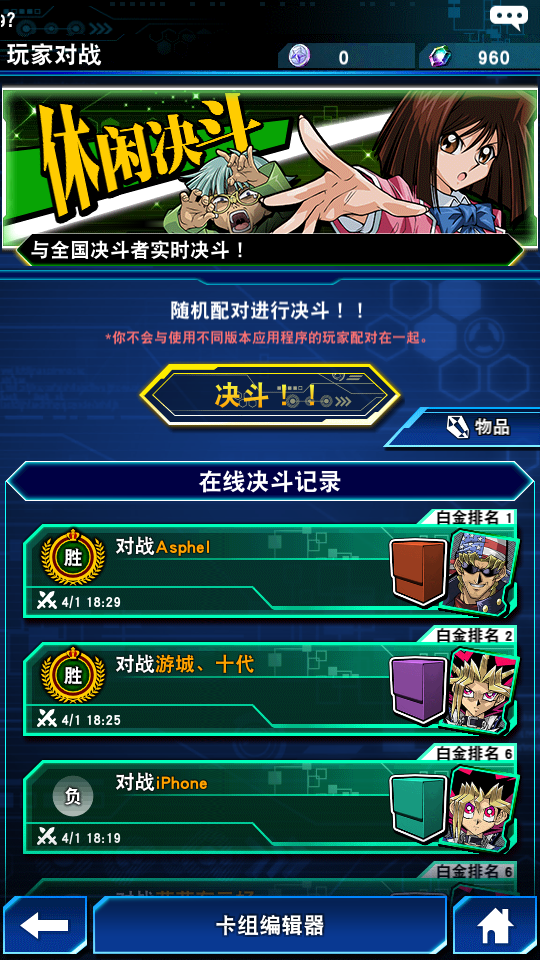 9?
玩家对战
0
960
休闲决斗
与全国决斗者实时决斗！
随机配对进行决斗！！
*你不会与使用不同版本应用程序的玩家配对在一起。
决斗！！
物品
在线决斗记录
白金排名 1
胜
对战Asphel
4/1 18:29
白金排名 2
胜
对战游城、十代
4/1 18:25
白金排名 6
负
对战iPhone
4/1 18:19
白金排名 6
卡组编辑器